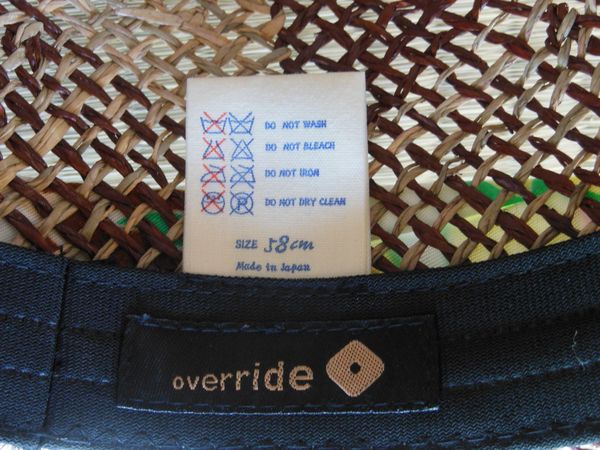 DO NOT WASH
DO NOT BLEACH
DO NOT IRON
DO NOT DRY CLEAN
SIZE 58cm
Made in Japan
override